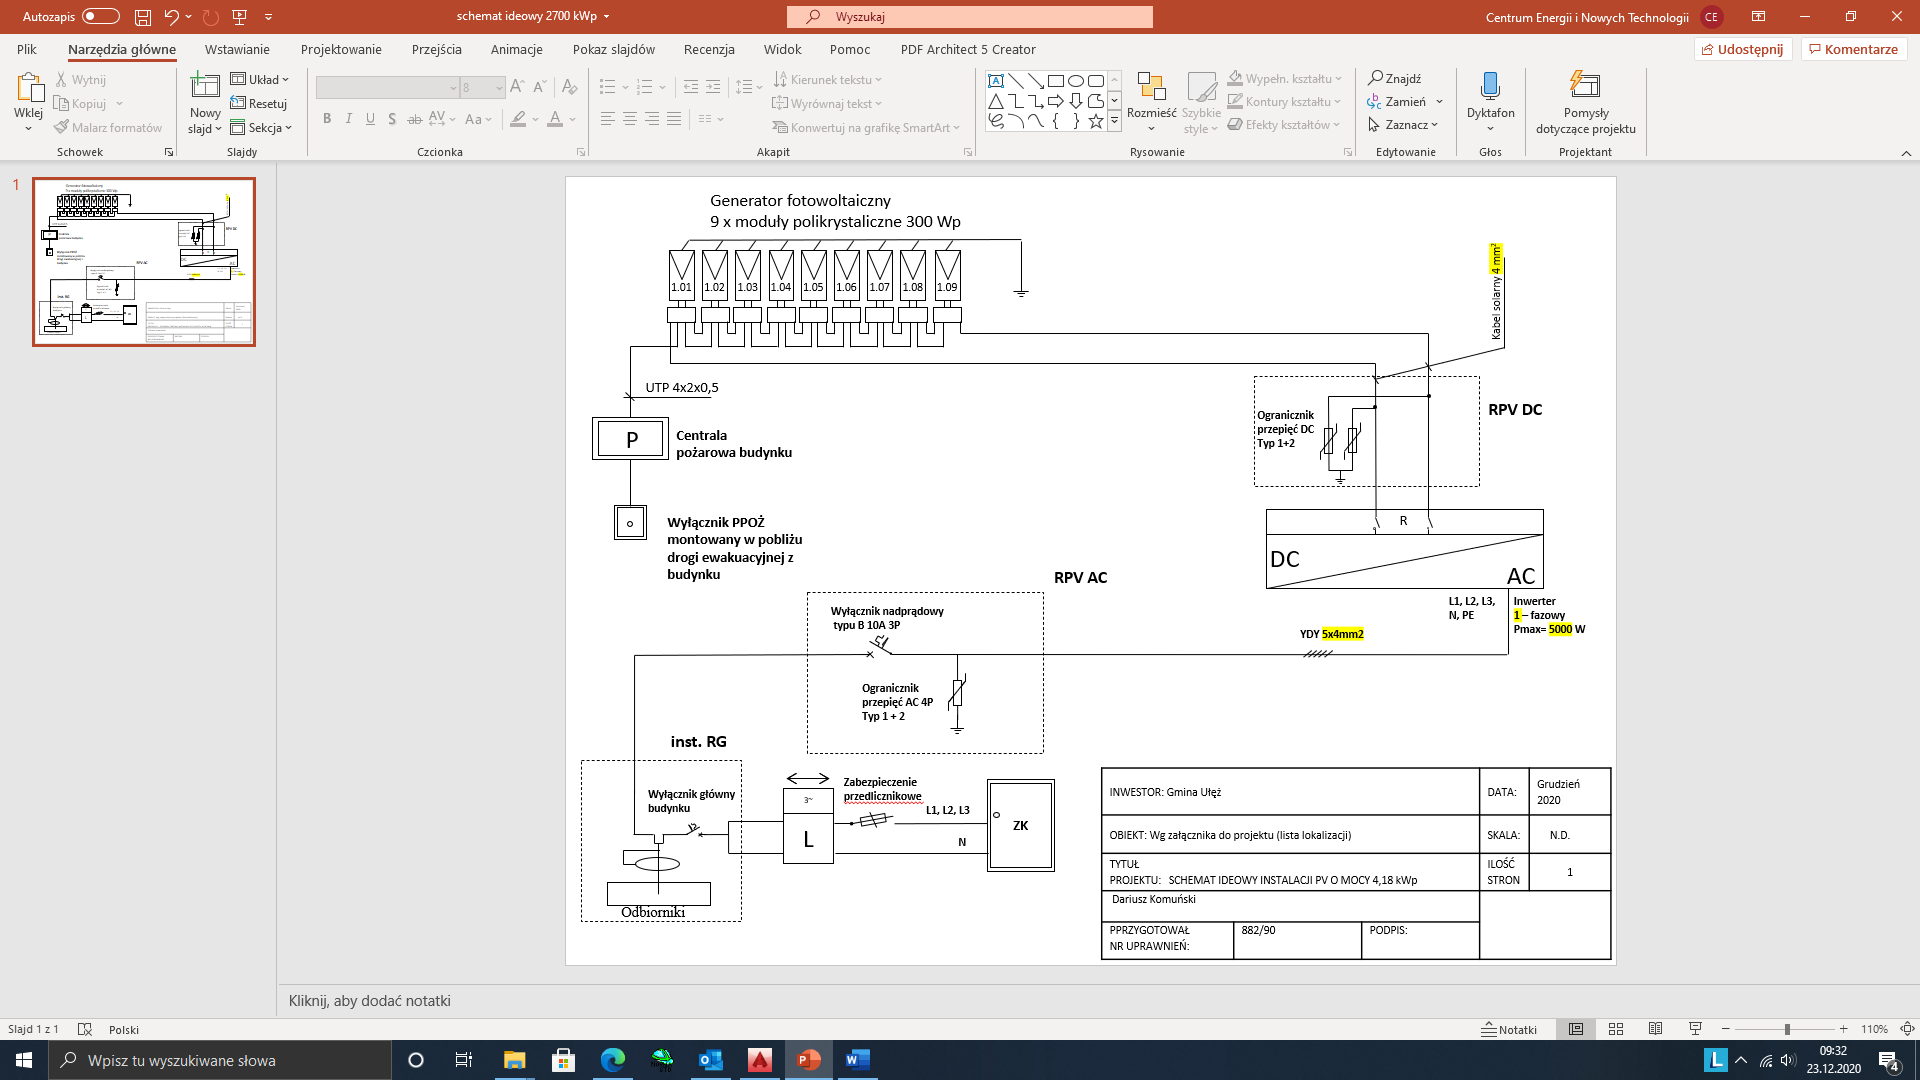 Autozapis
schemat ideowy 2700 kWp
Wyszukaj
Centrum Energii i Nowych Technologii
CE
Plik
Narzędzia główne
Wstawianie
Projektowanie
Przejścia
Animacje
Pokaz slajdów
Recenzja
Widok
Pomoc
PDF Architect 5 Creator
Udostępnij
Komentarze
Wklej
Wytnij
Kopiuj
Malarz formatów
Schowek
Nowy
slajd
Układ
Resetuj
Sekcja
Slajdy
8
B I U S ab AV Aa A
Czcionka
Kierunek tekstu
Wyrównaj tekst
Konwertuj na grafikę SmartArt
Akapit
Rozmieść
Szybkie
style
Wypełn. kształtu
Kontury kształtu
Efekty kształtów
Rysowanie
Znajdź
Zamień
Zaznacz
Edytowanie
Dyktafon
Głos
Pomysły
dotyczące projektu
Projektant
1
Generator fotowoltaiczny
9 x moduły polikrystaliczne 300 Wp
1.01 1.02 1.03 1.04 1.05 1.06 1.07 1.08 1.09
Kabel solarny 4 mm²
UTP 4x2x0,5
P
Centrala
pożarowa budynku
Wyłącznik PPOŻ
montowany w pobliżu
drogi ewakuacyjnej z
budynku
RPV DC
Ogranicznik
przepięć DC
Typ 1+2
R
DC
AC
L1, L2, L3,
N, PE
Inwerter
1 – fazowy
Pmax= 5000 W
YDY 5x4mm2
RPV AC
Wyłącznik nadprądowy
typu B 10A 3P
Ogranicznik
przepięć AC 4P
Typ 1 + 2
inst. RG
Wyłącznik główny
budynku
Odbiorniki
3~
L
Zabezpieczenie
przedlicznikowe
L1, L2, L3
N
ZK
INWESTOR: Gmina Ułęż
DATA:
Grudzień
2020
OBIEKT: Wg załącznika do projektu (lista lokalizacji)
SKALA:
N.D.
TYTUŁ
PROJEKTU: SCHEMAT IDEOWY INSTALACJI PV O MOCY 4,18 kWp
ILOŚĆ
STRON
1
Dariusz Komuński
PPRZYGOTOWAŁ
NR UPRAWNIEŃ:
882/90
PODPIS:
Kliknij, aby dodać notatki
Slajd 1 z 1
Polski
Notatki
110%
Wpisz tu wyszukiwane słowa
L
09:32
23.12.2020
4